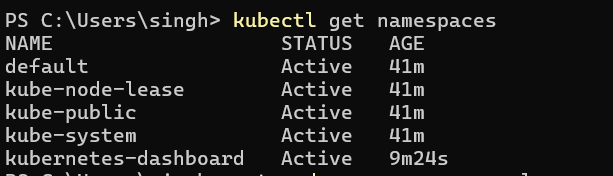 PS C:\Users\singh> kubectl get namespaces
NAME                   STATUS   AGE
default                Active   41m
kube-node-lease        Active   41m
kube-public            Active   41m
kube-system            Active   41m
kubernetes-dashboard   Active   9m24s